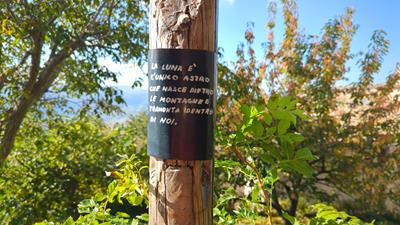 LA LUNA E'
L'UNICO ASTRO
CHE NASCE DIETRO
LE MONTAGNE E
TRAMONTA DENTRO
DI NOI.